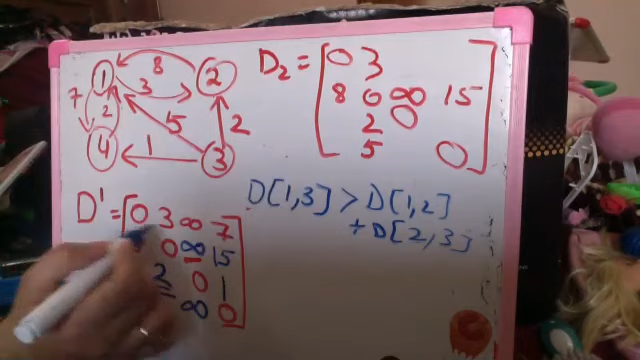 8
1 3 2
7 2 5 2
4 1 3
D2 = [ 0 3
8 0 ∞ 15
2 0
5 0 ]
D[1,3] > D[1,2]
+ D[2,3]
D' = [ 0 3 ∞ 7
0 ∞ 15
2 0 1
∞ 0 ]